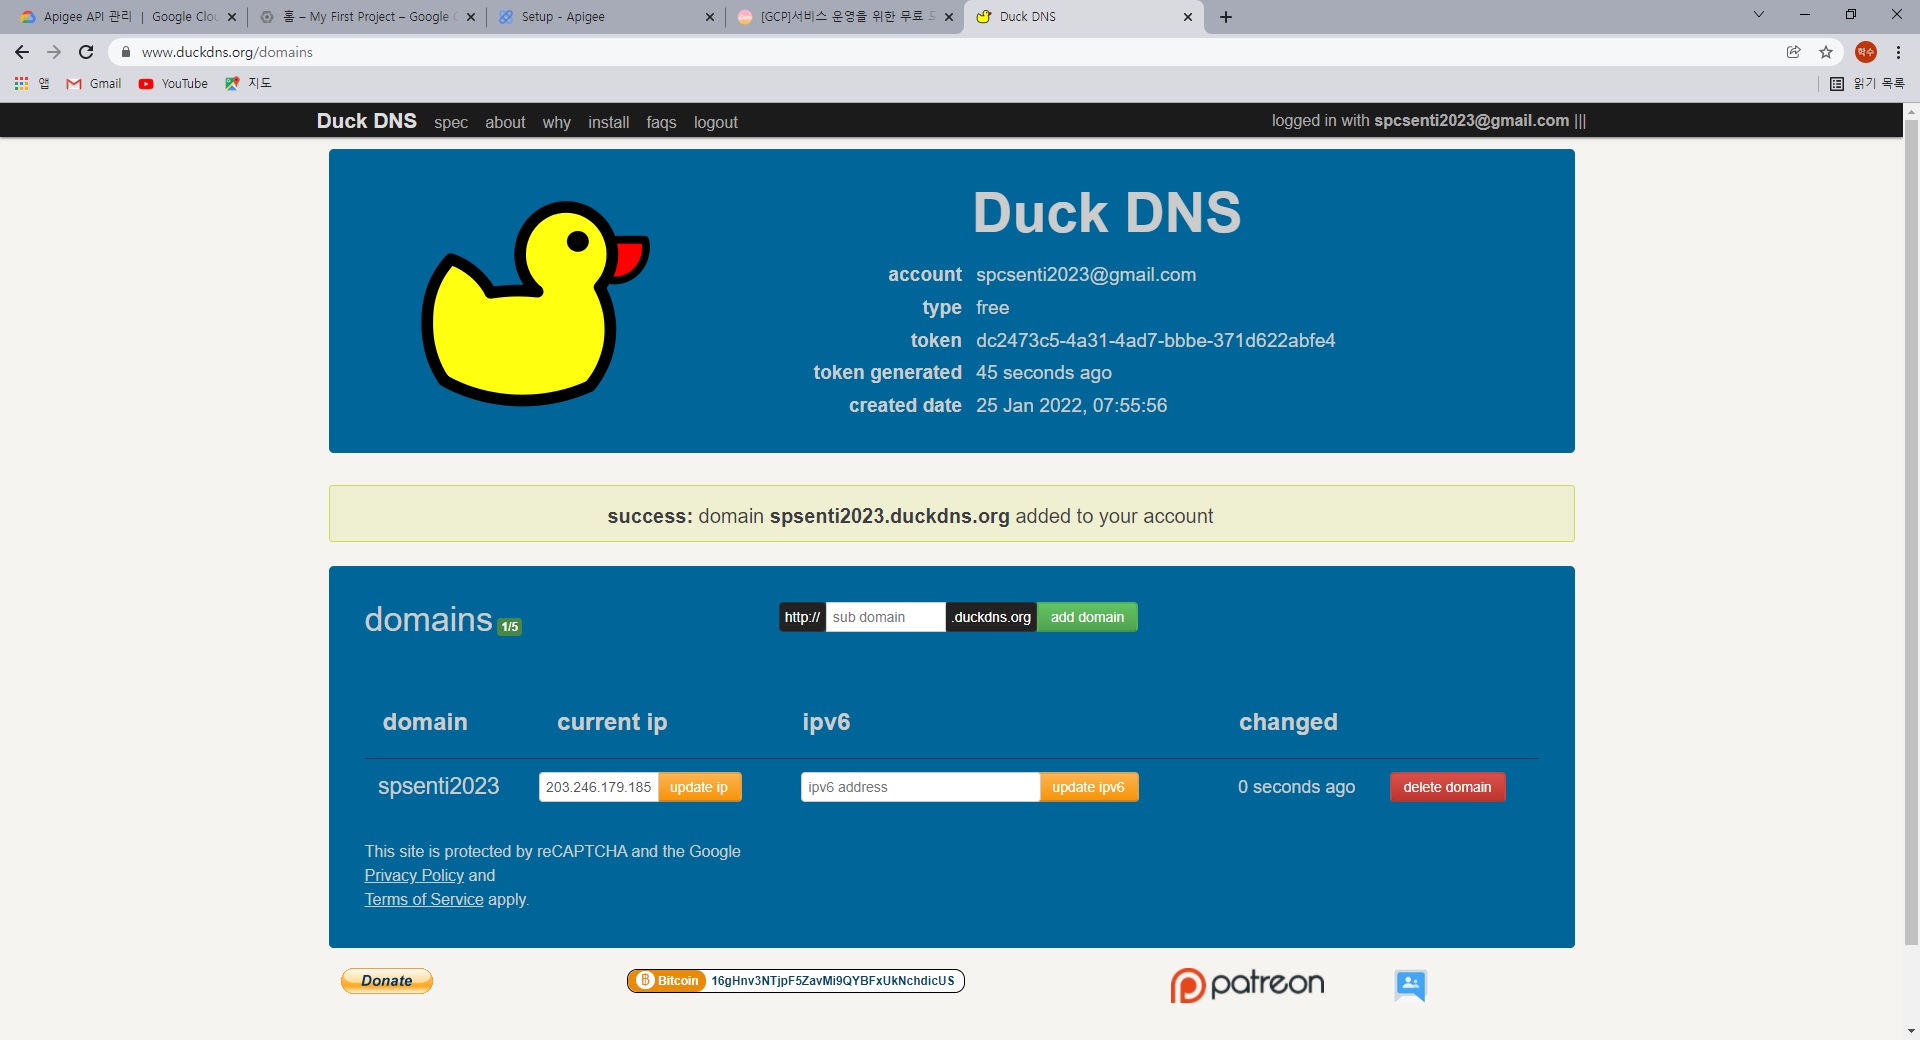 Apigee API 관리 | Google Clou
홈 – My First Project – Google C
Setup - Apigee
[GCP]서비스 운영을 위한 무료 도
Duck DNS
www.duckdns.org/domains
학수
앱
Gmail
YouTube
지도
읽기 목록
Duck DNS spec about why install faqs logout
logged in with spcsenti2023@gmail.com |||
Duck DNS
account spcsenti2023@gmail.com
type free
token dc2473c5-4a31-4ad7-bbbe-371d622abfe4
token generated 45 seconds ago
created date 25 Jan 2022, 07:55:56
success: domain spsenti2023.duckdns.org added to your account
domains 1/5
http:// sub domain .duckdns.org add domain
domain current ip ipv6 changed
spsenti2023 203.246.179.185 update ip ipv6 address update ipv6 0 seconds ago delete domain
This site is protected by reCAPTCHA and the Google
Privacy Policy and
Terms of Service apply.
Donate
Bitcoin 16gHnv3NTjpF5ZavMi9QYBFxUkNchdicUS
patreon